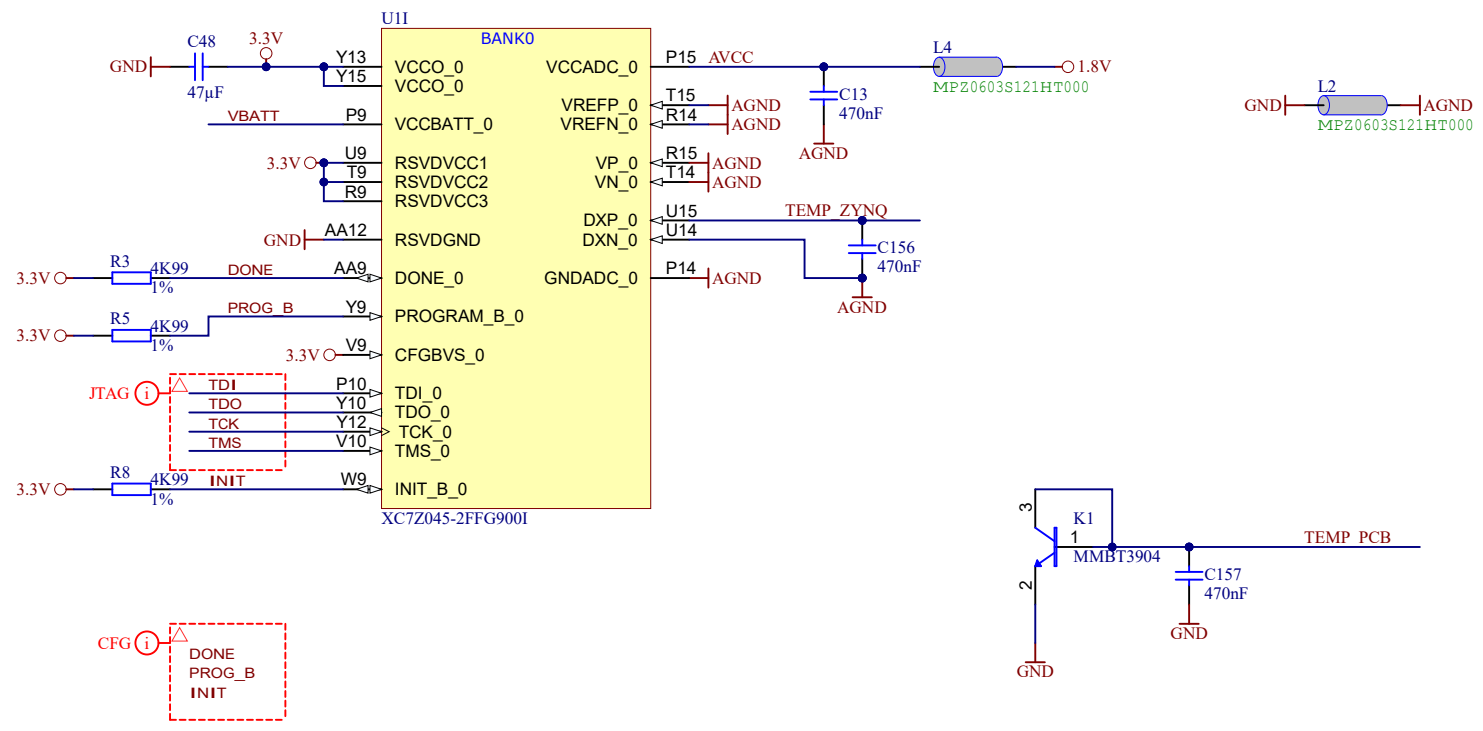 U1I
BANK0
C48
3.3V
GND
47µF
Y13
VCCO_0
Y15
VCCO_0
VBATT
P9
VCCBATT_0
3.3V
U9
RSVDVCC1
T9
RSVDVCC2
R9
RSVDVCC3
GND
AA12
RSVDGND
3.3V
R3
4K99
1%
DONE
AA9
DONE_0
3.3V
R5
4K99
1%
PROG_B
Y9
PROGRAM_B_0
3.3V
V9
CFGBVS_0
JTAG
i
TDI
P10
TDI_0
TDO
Y10
TDO_0
TCK
Y12
TCK_0
TMS
V10
TMS_0
3.3V
R8
4K99
1%
INIT
W9
INIT_B_0
XC7Z045-2FFG900I
VCCADC_0
P15
AVCC
L4
MPZ0603S121HT000
1.8V
C13
470nF
AGND
VREFP_0
T15
AGND
VREFN_0
R14
AGND
VP_0
R15
AGND
VN_0
T14
AGND
DXP_0
U15
TEMP_ZYNQ
DXN_0
U14
C156
470nF
AGND
GNDADC_0
P14
AGND
GND
L2
MPZ0603S121HT000
AGND
3
K1
1
MMBT3904
2
GND
TEMP_PCB
C157
470nF
GND
CFG
i
DONE
PROG_B
INIT